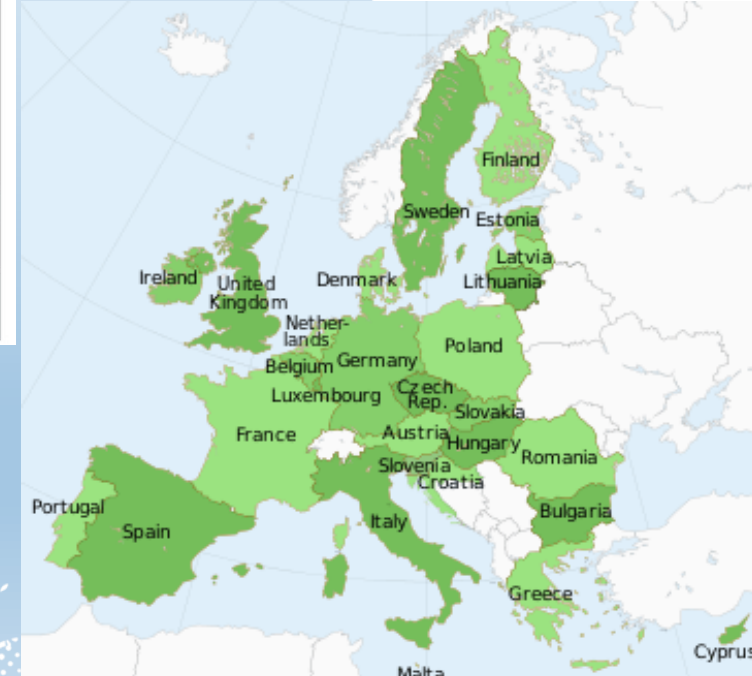 Finland
Sweden
Estonia
Latvia
Lithuania
Ireland
United
Kingdom
Denmark
Nether-
lands
Poland
Belgium
Germany
Luxembourg
Czech
Rep.
Slovakia
France
Austria
Hungary
Slovenia
Romania
Croatia
Portugal
Spain
Italy
Bulgaria
Greece
Cyprus
Malta